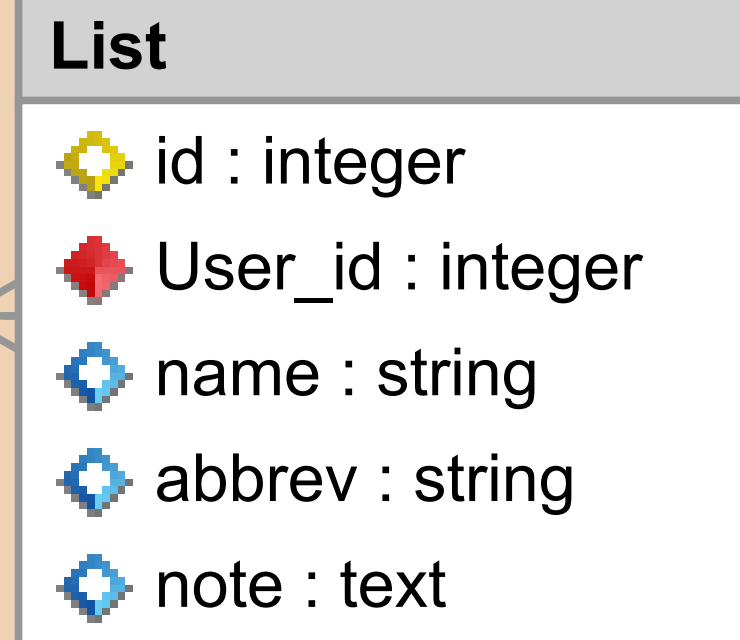 List
id : integer
User_id : integer
name : string
abbrev : string
note : text